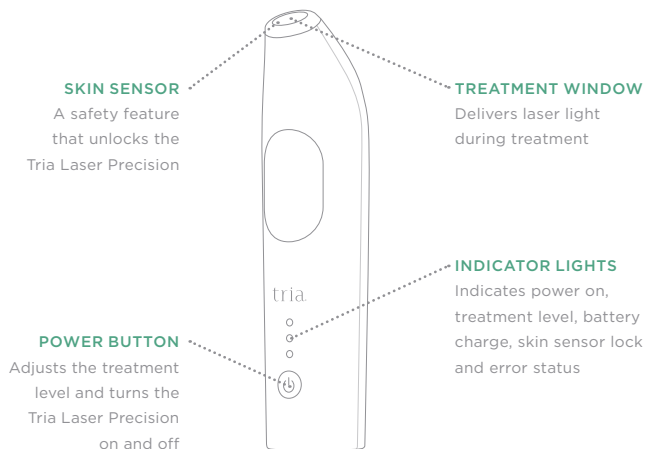 SKIN SENSOR
A safety feature
that unlocks the
Tria Laser Precision
TREATMENT WINDOW
Delivers laser light
during treatment
tria
INDICATOR LIGHTS
Indicates power on,
treatment level, battery
charge, skin sensor lock
and error status
POWER BUTTON
Adjusts the treatment
level and turns the
Tria Laser Precision
on and off